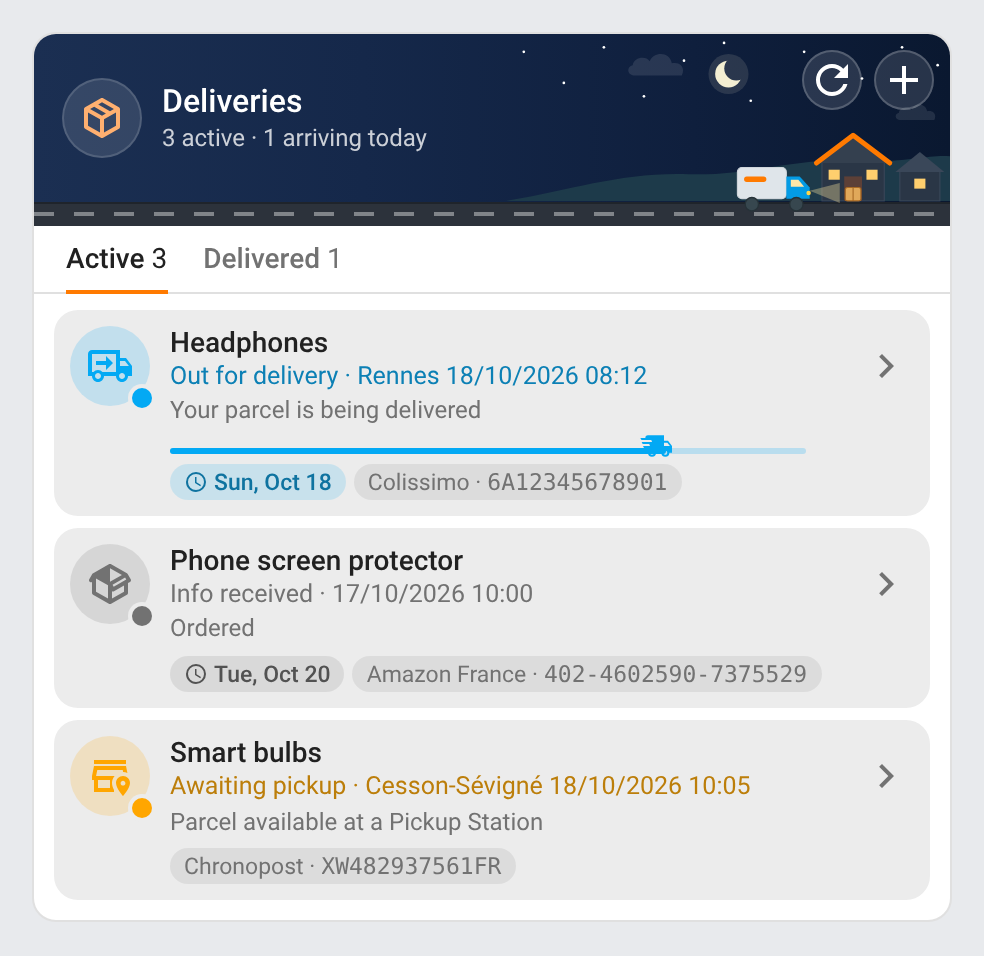 Deliveries
3 active · 1 arriving today
Active 3
Delivered 1
Headphones
Out for delivery · Rennes 18/10/2026 08:12
Your parcel is being delivered
Sun, Oct 18
Colissimo · 6A12345678901
Phone screen protector
Info received · 17/10/2026 10:00
Ordered
Tue, Oct 20
Amazon France · 402-4602590-7375529
Smart bulbs
Awaiting pickup · Cesson-Sévigné 18/10/2026 10:05
Parcel available at a Pickup Station
Chronopost · XW482937561FR